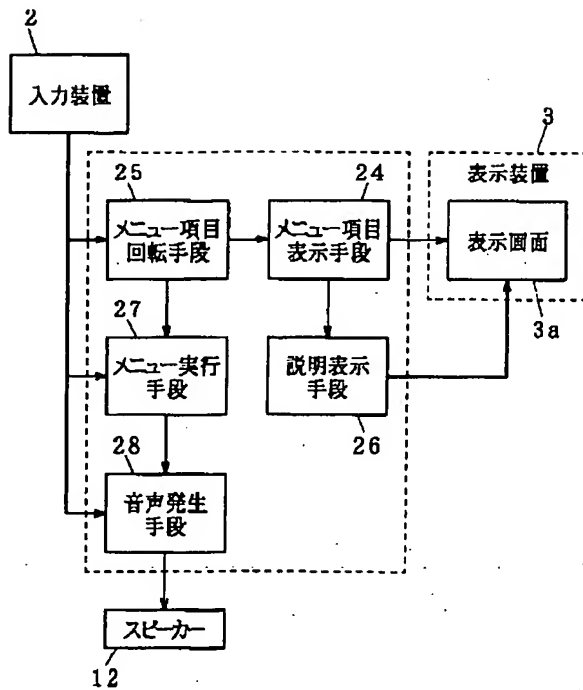 2
入力装置
3
表示装置
25
メニュー項目
回転手段
24
メニュー項目
表示手段
表示画面
3a
27
メニュー実行
手段
説明表示
手段
26
28
音声発生
手段
スピーカー
12